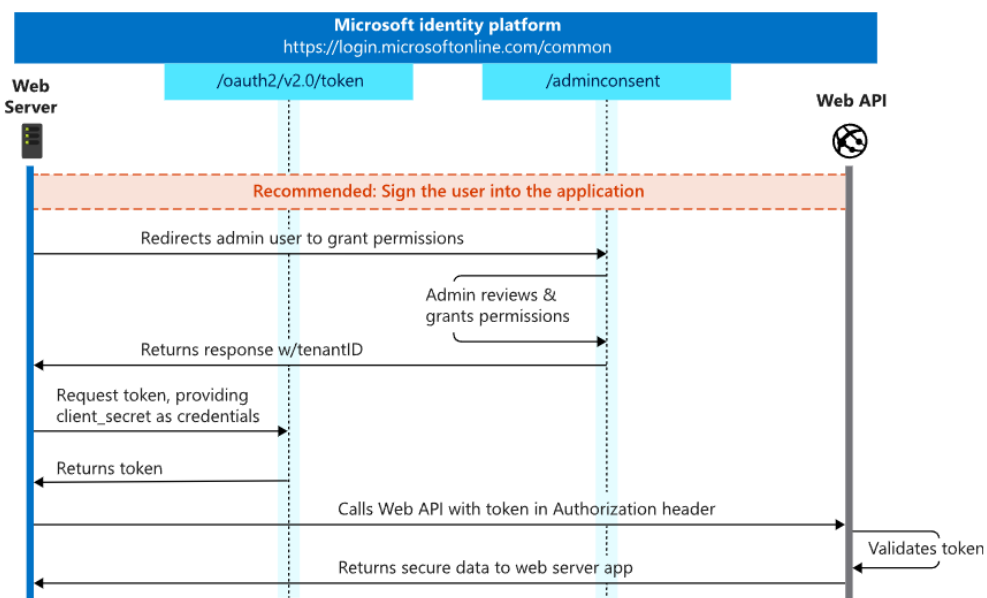 Microsoft identity platform
https://login.microsoftonline.com/common
/oauth2/v2.0/token
/adminconsent
Web
Server
Web API
Recommended: Sign the user into the application
Redirects admin user to grant permissions
Admin reviews &
grants permissions
Returns response w/tenantID
Request token, providing
client_secret as credentials
Returns token
Calls Web API with token in Authorization header
Validates token
Returns secure data to web server app